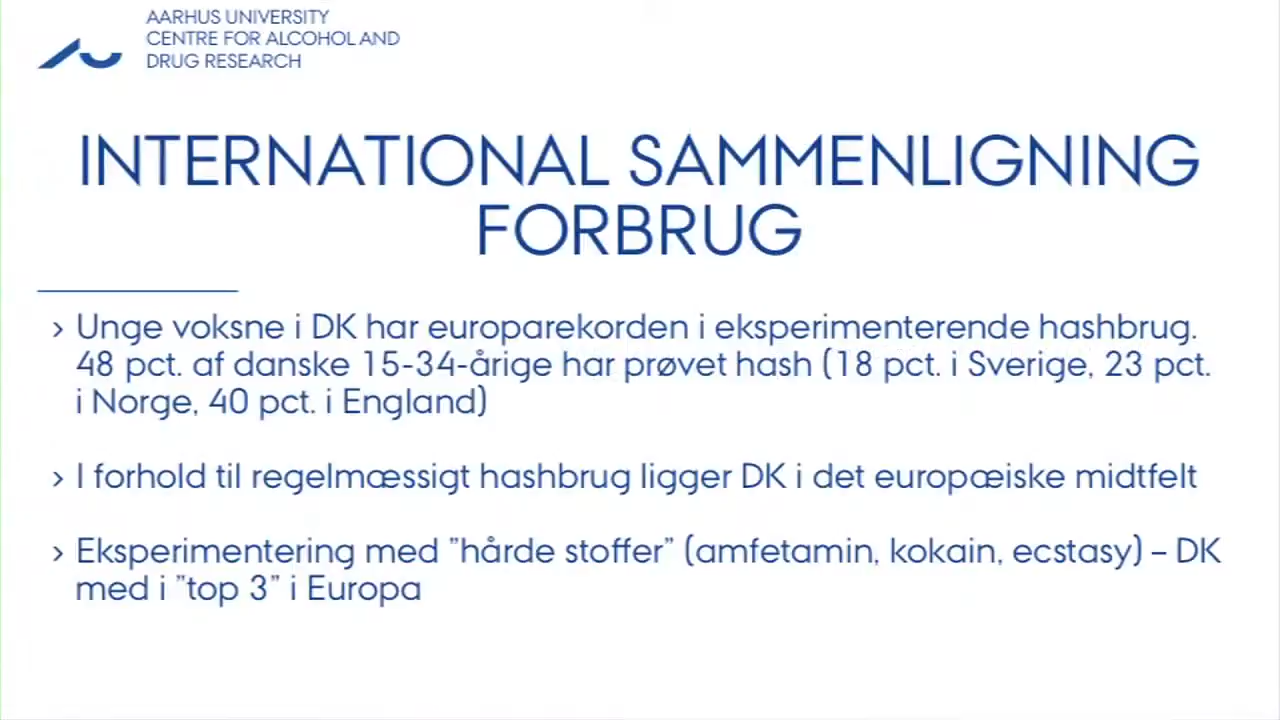 AARHUS UNIVERSITY
CENTRE FOR ALCOHOL AND
DRUG RESEARCH
INTERNATIONAL SAMMENLIGNING
FORBRUG
› Unge voksne i DK har europarekorden i eksperimenterende hashbrug.
48 pct. af danske 15-34-årige har prøvet hash (18 pct. i Sverige, 23 pct.
i Norge, 40 pct. i England)
› I forhold til regelmæssigt hashbrug ligger DK i det europæiske midtfelt
› Eksperimentering med ”hårde stoffer” (amfetamin, kokain, ecstasy) – DK
med i ”top 3” i Europa